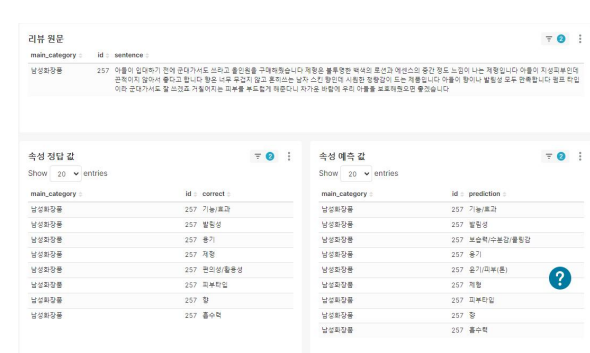 리뷰 원문
2
main_category id sentence
남성화장품 257 아들이 입대하기 전에 군대가서도 쓰라고 올인원을 구매해줬습니다 제형은 불투명한 백색의 로션과 에센스의 중간 정도 느낌이 나는 제형입니다 아들이 지성피부인데
끈적이지 않아서 좋다고 합니다 향은 너무 무겁지 않고 흔히쓰는 남자 스킨 향인데 시원한 청량감이 드는 제품입니다 아들이 향이나 발림성 모두 만족합니다 펌프 타입
이라 군대가서도 잘 쓰겠죠 거칠어지는 피부를 부드럽게 해준다니 차가운 바람에 우리 아들을 보호해줬으면 좋겠습니다
속성 정답 값
Show 20 entries
main_category id correct
남성화장품 257 기능/효과
남성화장품 257 발림성
남성화장품 257 용기
남성화장품 257 제형
남성화장품 257 편의성/활용성
남성화장품 257 피부타입
남성화장품 257 향
남성화장품 257 흡수력
속성 예측 값
Show 20 entries
main_category id prediction
남성화장품 257 기능/효과
남성화장품 257 발림성
남성화장품 257 보습력/수분감/쿨링감
남성화장품 257 용기
남성화장품 257 윤기/피부(톤)
남성화장품 257 제형
남성화장품 257 피부타입
남성화장품 257 향
남성화장품 257 흡수력
?